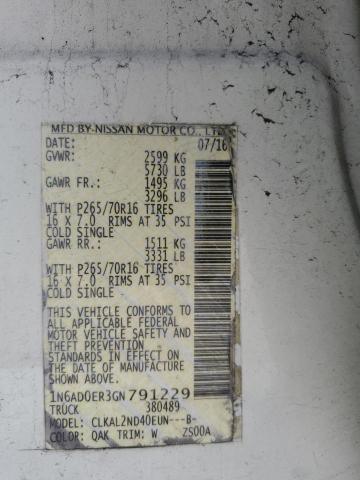 MFD BY-NISSAN MOTOR CO., LTD
DATE: 07/16
GVWR: 2599 KG
5730 LB
GAWR FR.: 1495 KG
3296 LB
WITH P265/70R16 TIRES
16 X 7.0 RIMS AT 35 PSI
COLD SINGLE
GAWR RR.: 1511 KG
3331 LB
WITH P265/70R16 TIRES
16 X 7.0 RIMS AT 35 PSI
COLD SINGLE
THIS VEHICLE CONFORMS TO
ALL APPLICABLE FEDERAL
MOTOR VEHICLE SAFETY AND
THEFT PREVENTION
STANDARDS IN EFFECT ON
THE DATE OF MANUFACTURE
SHOWN ABOVE.
1N6AD0ER3GN791229
TRUCK 380489
MODEL: CLKAL2ND40EUN---B-
COLOR: QAK TRIM: W ZS00A